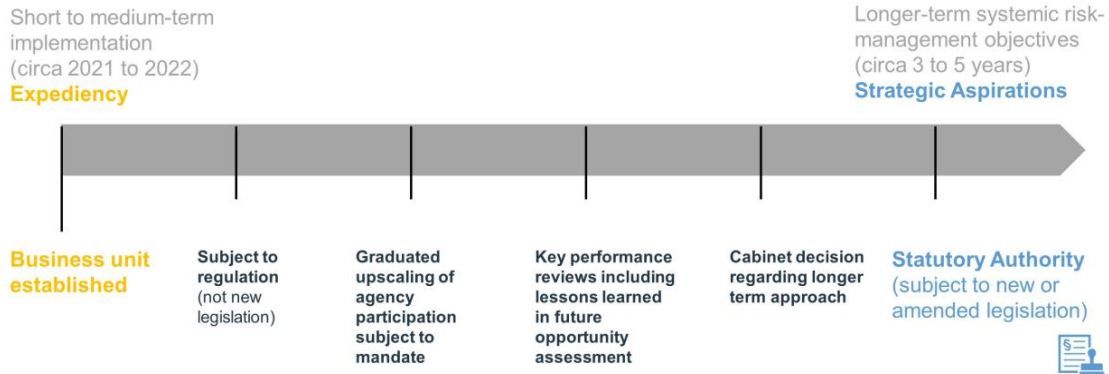 Short to medium-term
implementation
(circa 2021 to 2022)
Expediency
Longer-term systemic risk-
management objectives
(circa 3 to 5 years)
Strategic Aspirations
Business unit
established
Subject to
regulation
(not new
legislation)
Graduated
upscaling of
agency
participation
subject to
mandate
Key performance
reviews including
lessons learned
in future
opportunity
assessment
Cabinet decision
regarding longer
term approach
Statutory Authority
(subject to new or
amended legislation)
§